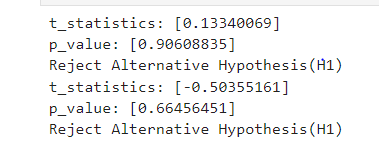 t_statistics: [0.13340069]
p_value: [0.90608835]
Reject Alternative Hypothesis(H1)
t_statistics: [-0.50355161]
p_value: [0.66456451]
Reject Alternative Hypothesis(H1)